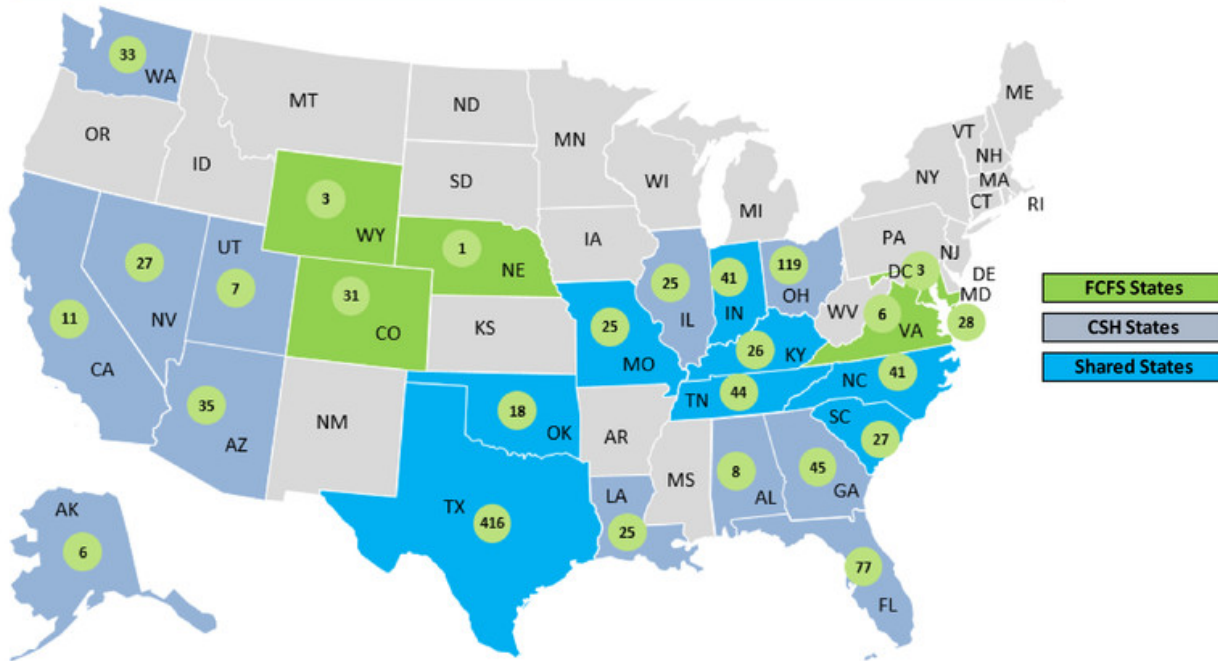 33
WA
MT
ND
MN
ME
VT
NH
OR
ID
SD
WI
MI
NY
MA
CT
RI
3
WY
1
NE
IA
PA
NJ
DE
MD
DC
3
UT
7
27
NV
31
CO
KS
25
IL
41
IN
119
OH
WV
6
VA
28
11
CA
25
MO
26
KY
44
TN
NC
41
SC
27
35
AZ
NM
18
OK
AR
MS
8
AL
45
GA
TX
416
LA
25
77
FL
AK
6
FCFS States
CSH States
Shared States